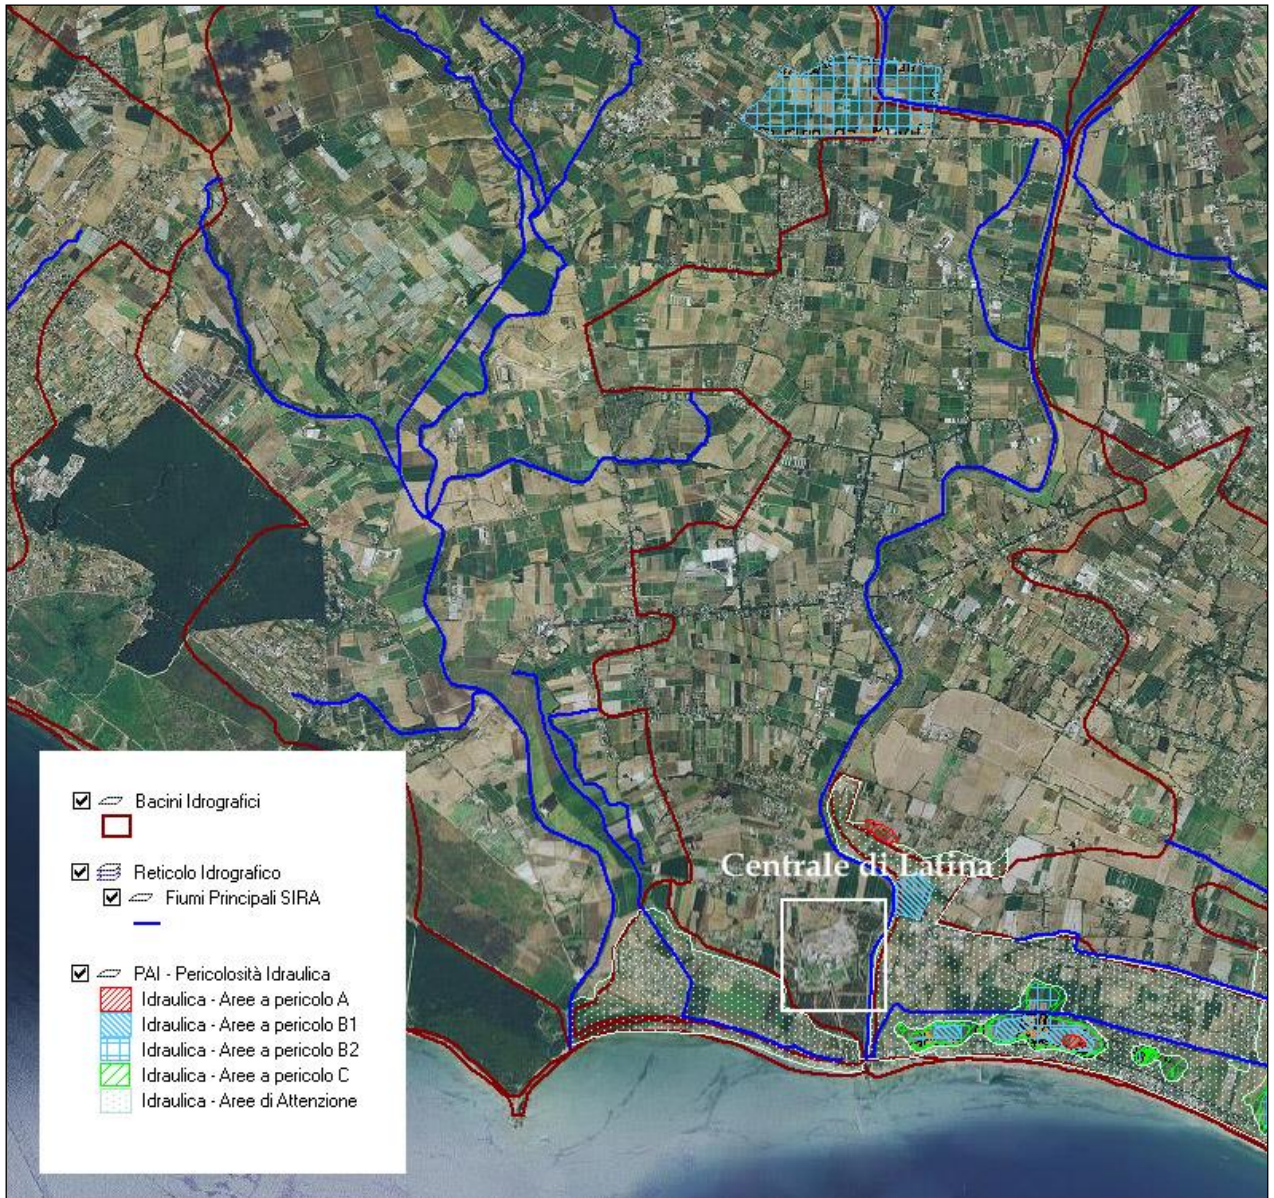 Centrale di Latina
Bacini Idrografici
Reticolo Idrografico
Fiumi Principali SIRA
PAI - Pericolosità Idraulica
Idraulica - Aree a pericolo A
Idraulica - Aree a pericolo B1
Idraulica - Aree a pericolo B2
Idraulica - Aree a pericolo C
Idraulica - Aree di Attenzione